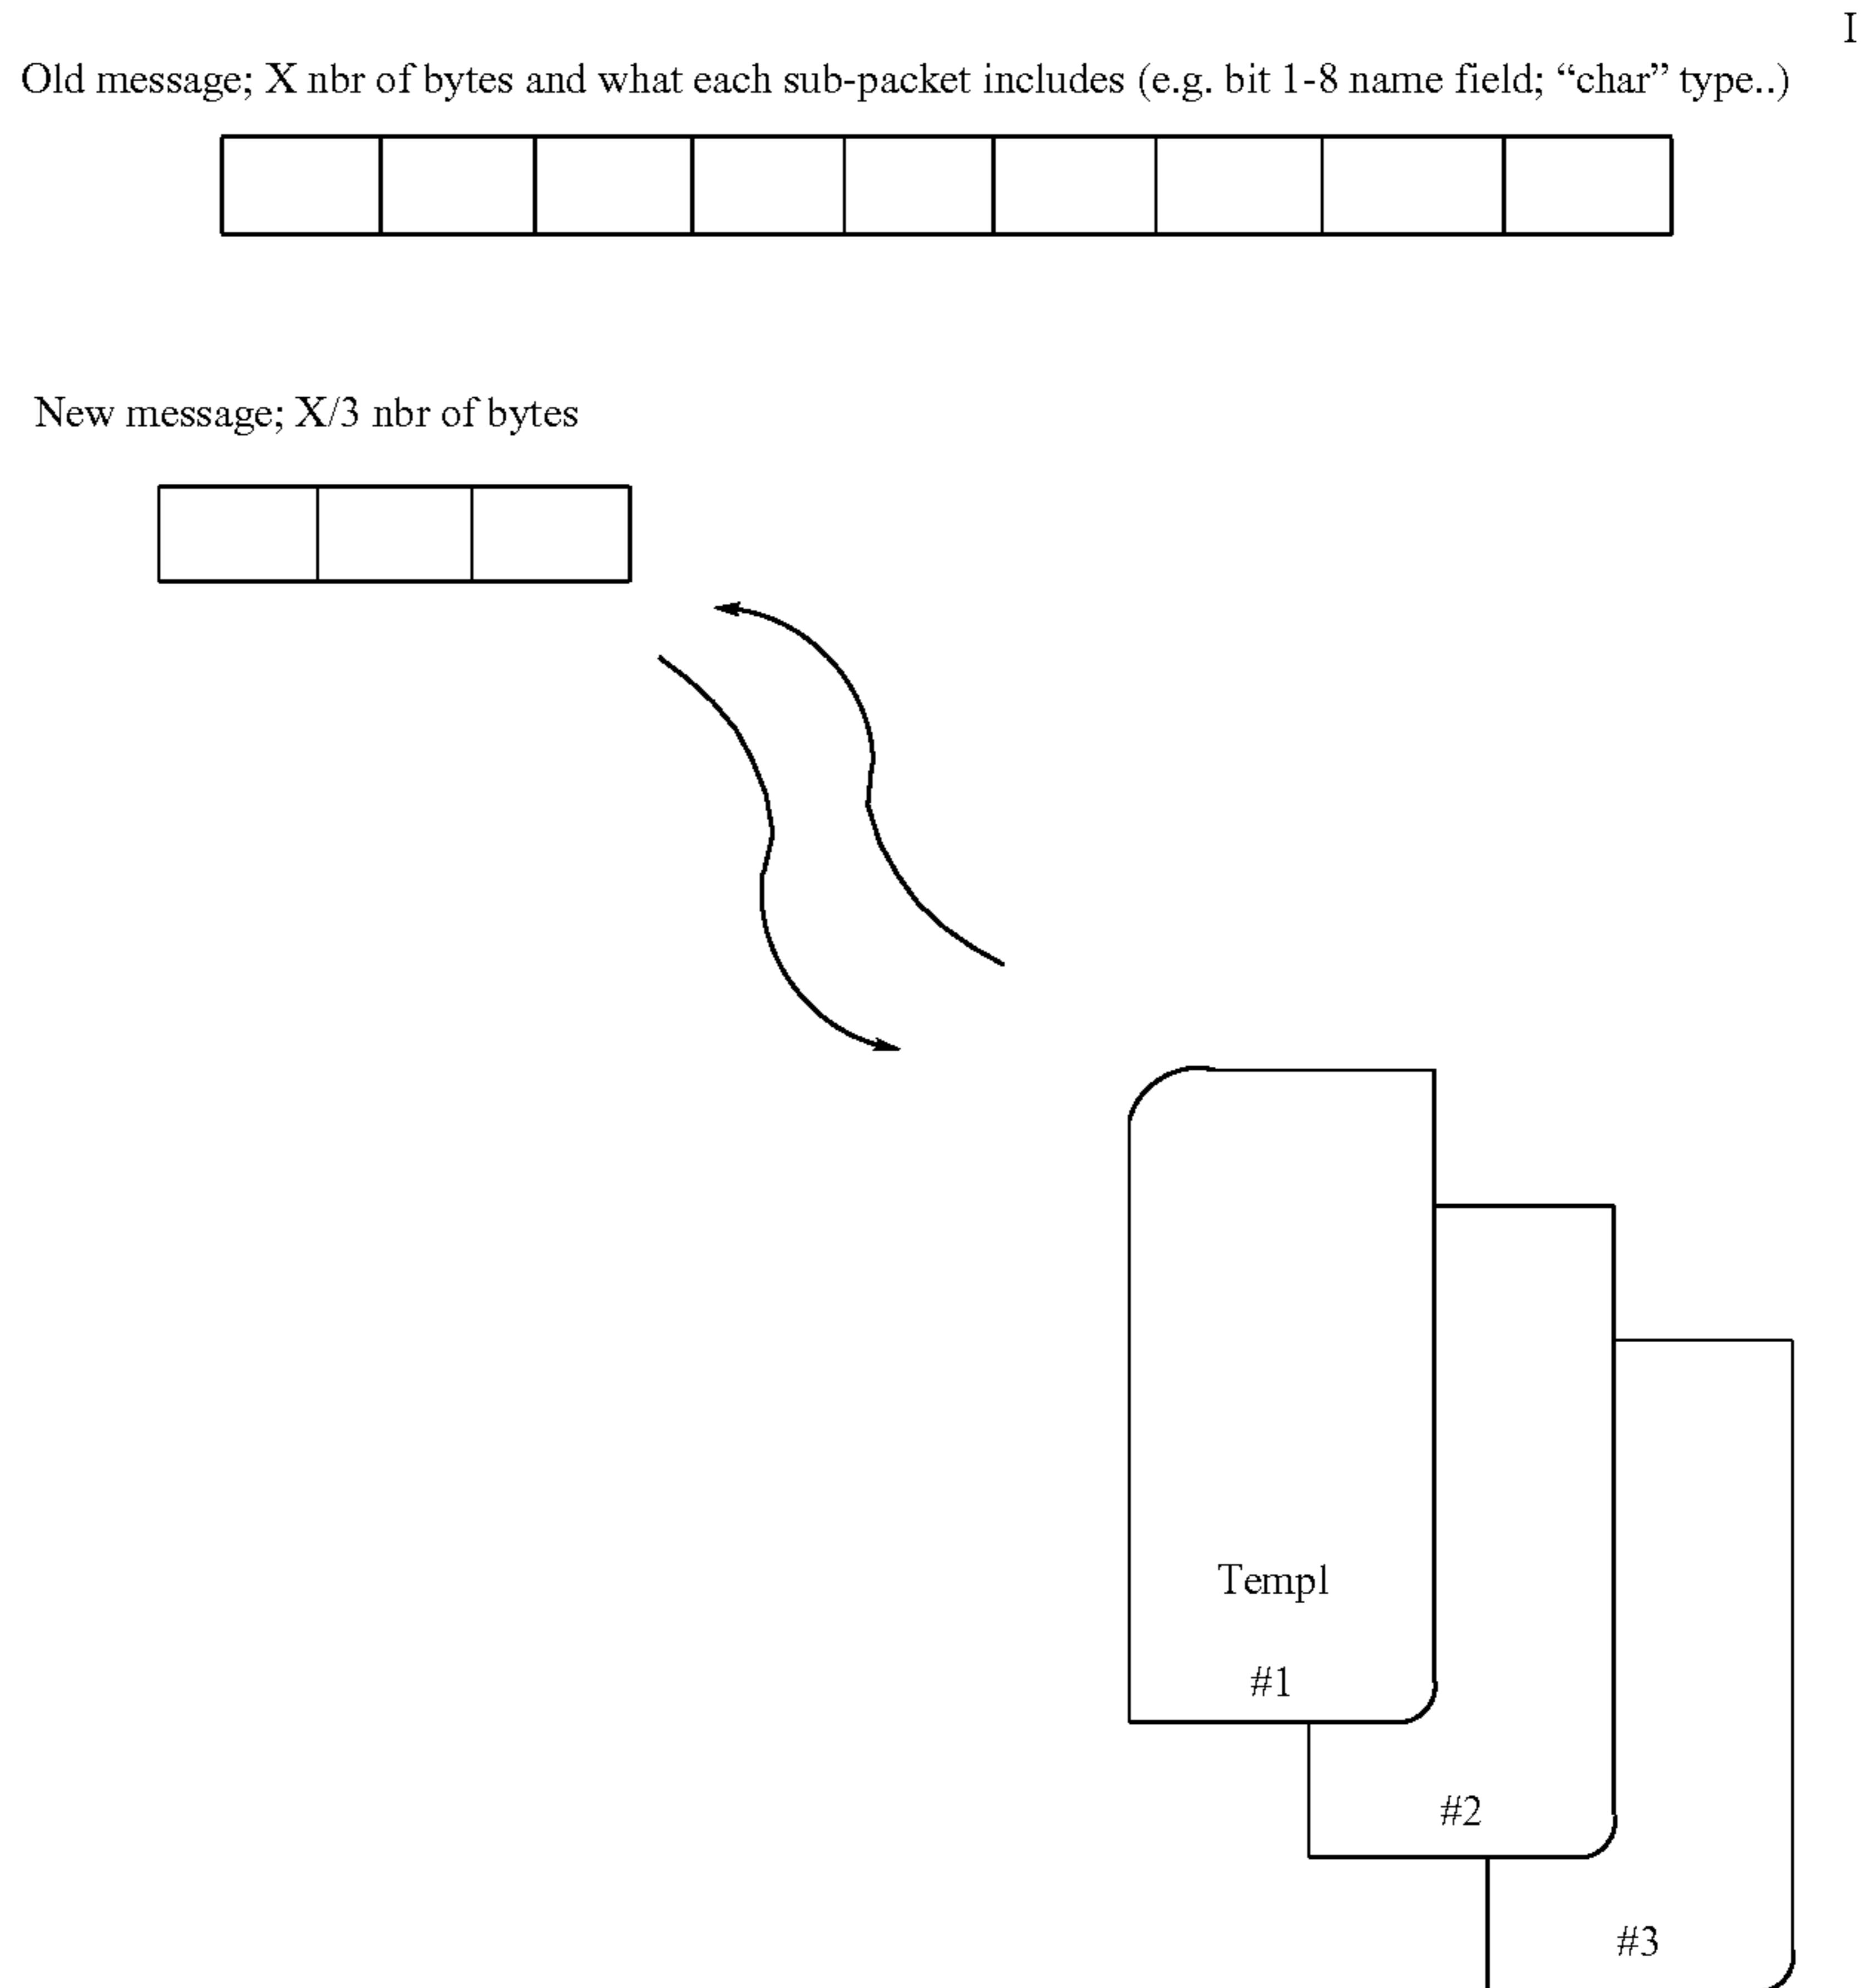 I
Old message; X nbr of bytes and what each sub-packet includes (e.g. bit 1-8 name field; “char” type..)
New message; X/3 nbr of bytes
Templ
#1
#2
#3